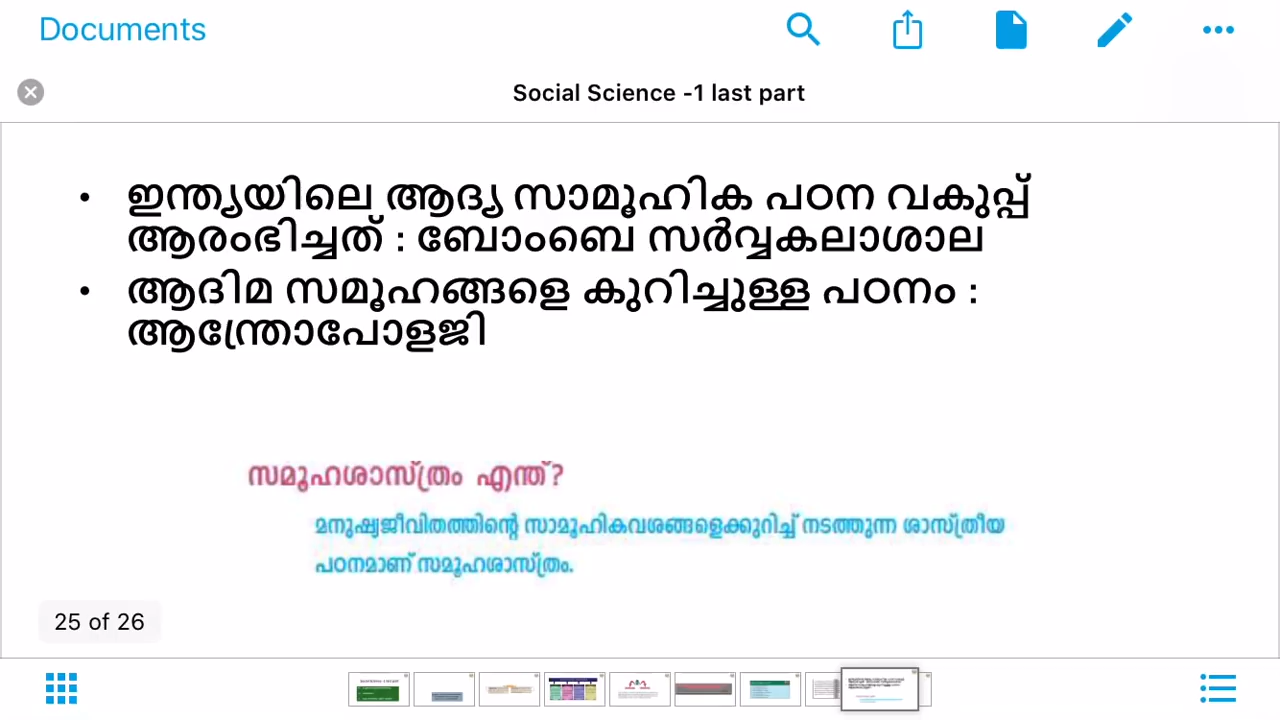 Documents
Social Science -1 last part
• ഇന്ത്യയിലെ ആദ്യ സാമൂഹിക പഠന വകുപ്പ്
ആരംഭിച്ചത് : ബോംബെ സർവ്വകലാശാല
• ആദിമ സമൂഹങ്ങളെ കുറിച്ചുള്ള പഠനം :
ആന്ത്രോപോളജി
സമൂഹശാസ്ത്രം എന്ത്?
മനുഷ്യജീവിതത്തിന്റെ സാമൂഹികവശങ്ങളെക്കുറിച്ച് നടത്തുന്ന ശാസ്ത്രീയ
പഠനമാണ് സമൂഹശാസ്ത്രം.
25 of 26